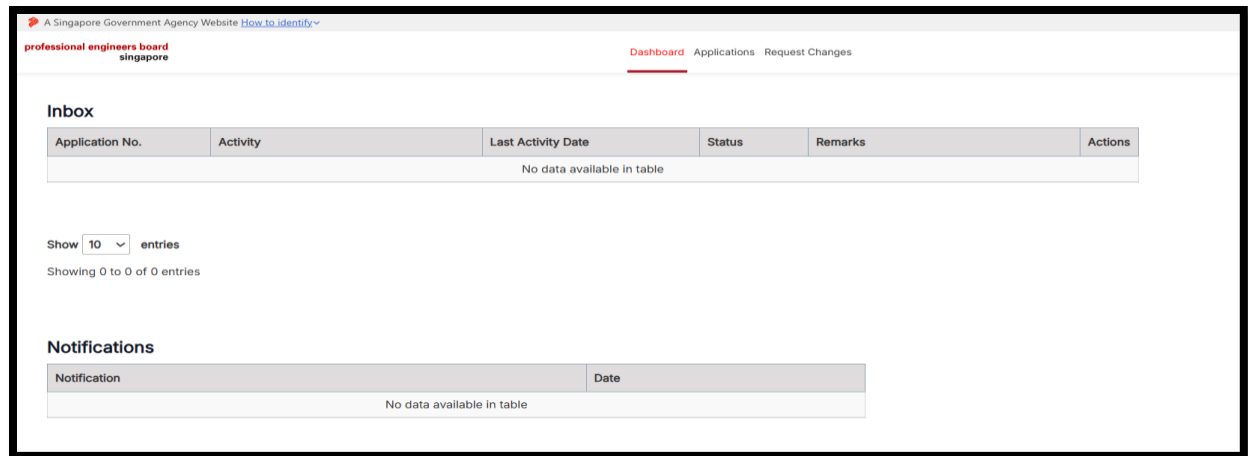 A Singapore Government Agency Website How to identify
professional engineers board
singapore
Dashboard Applications Request Changes
Inbox
Application No. Activity Last Activity Date Status Remarks Actions
No data available in table
Show 10 entries
Showing 0 to 0 of 0 entries
Notifications
Notification Date
No data available in table